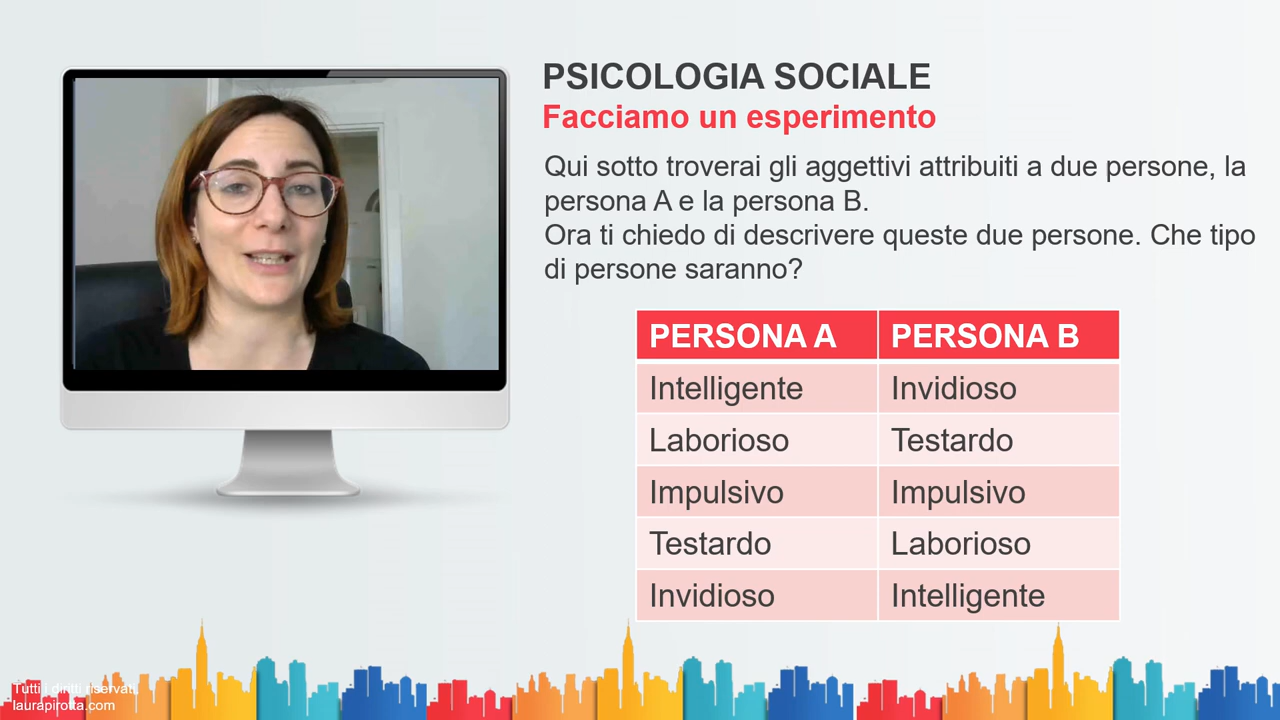 PSICOLOGIA SOCIALE
Facciamo un esperimento
Qui sotto troverai gli aggettivi attribuiti a due persone, la
persona A e la persona B.
Ora ti chiedo di descrivere queste due persone. Che tipo
di persone saranno?
PERSONA A PERSONA B
Intelligente Invidioso
Laborioso Testardo
Impulsivo Impulsivo
Testardo Laborioso
Invidioso Intelligente
Tutti i diritti riservati
laurapirotta.com